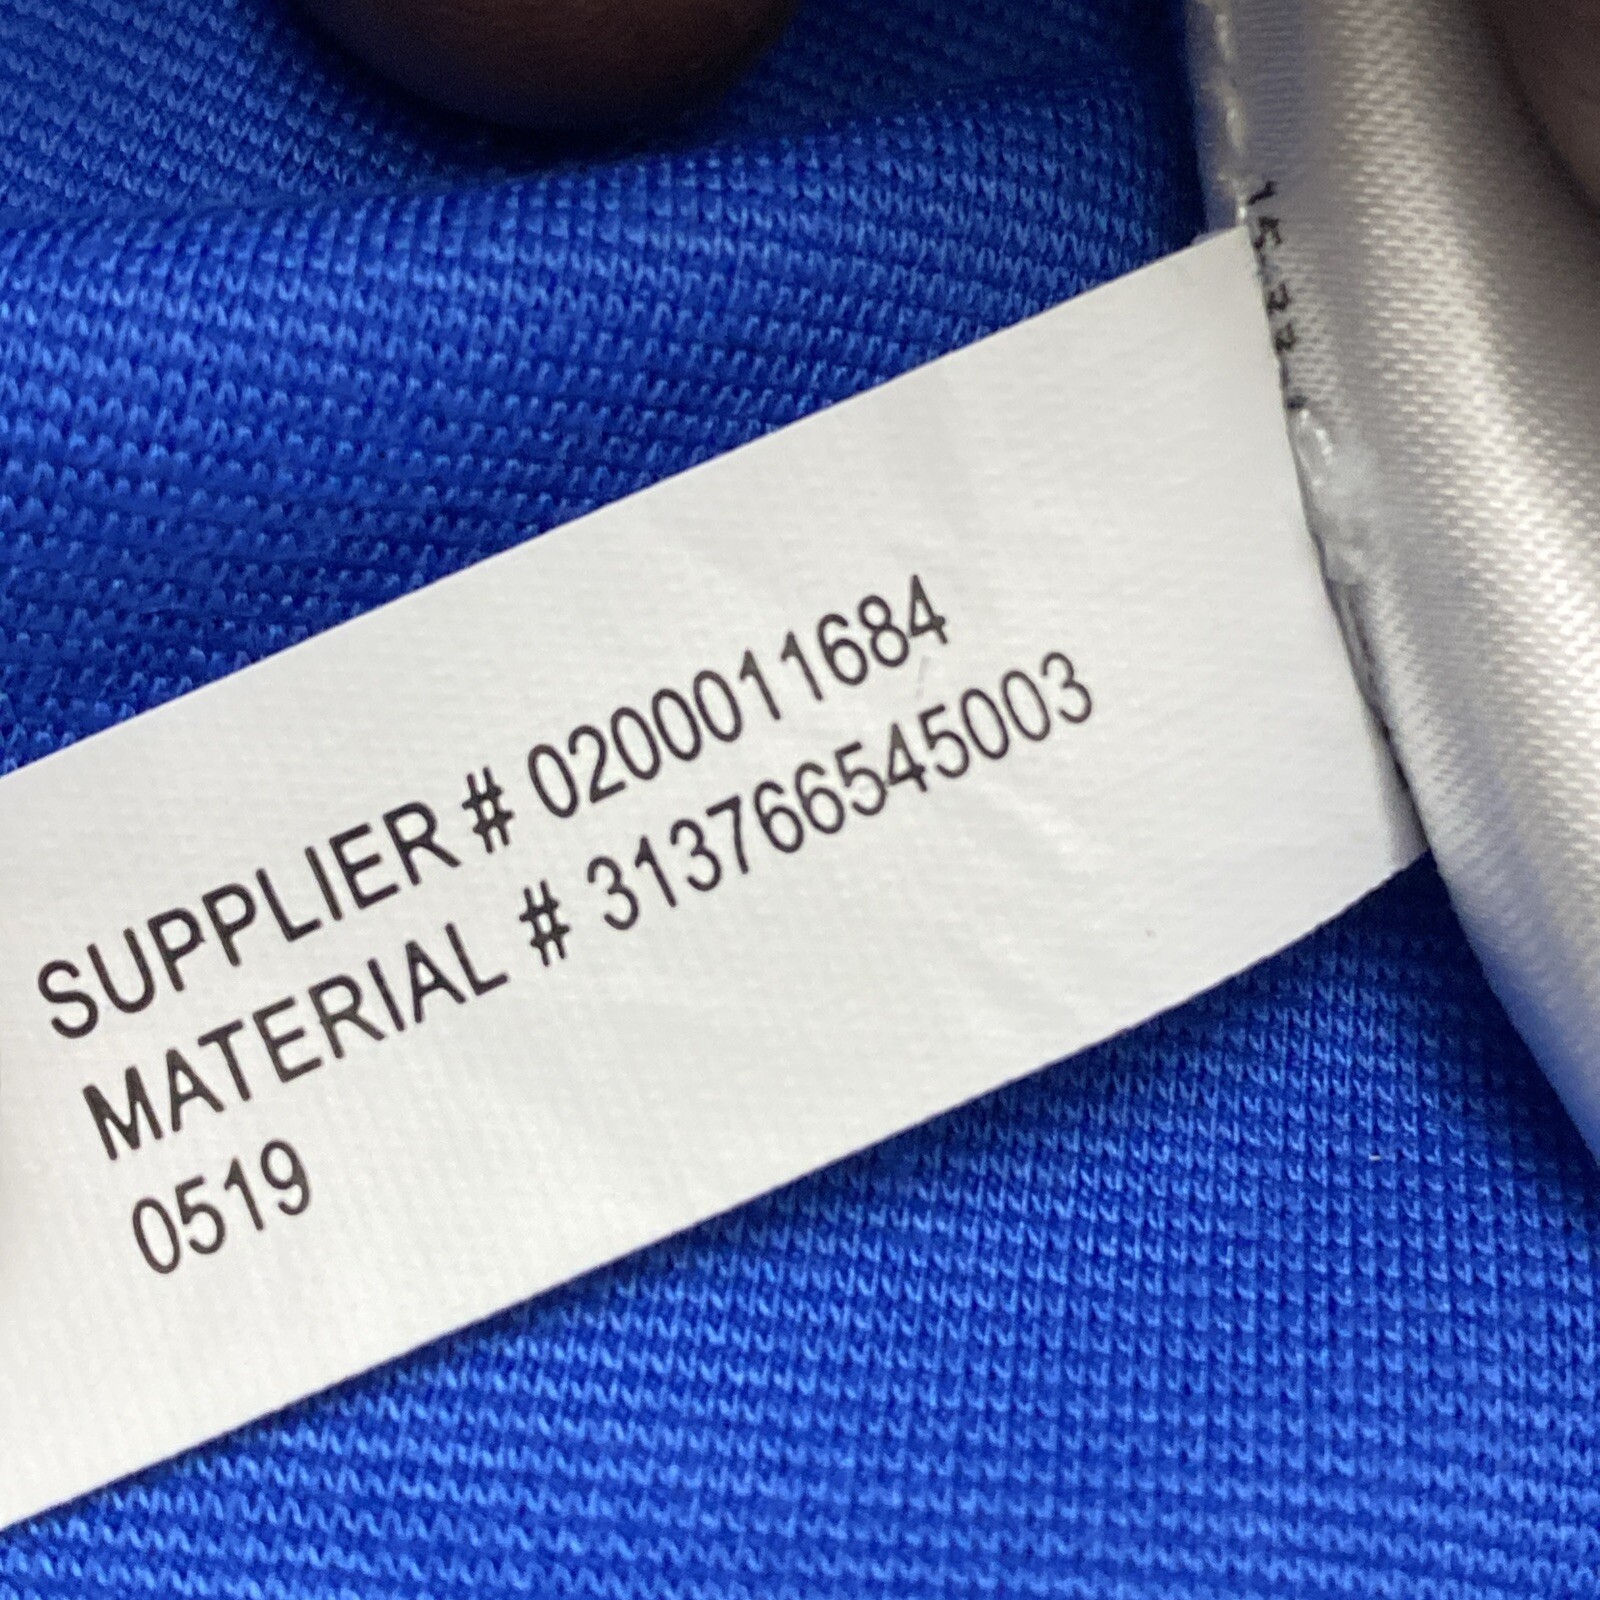 SUPPLIER # 0200011684
MATERIAL # 313766545003
0519